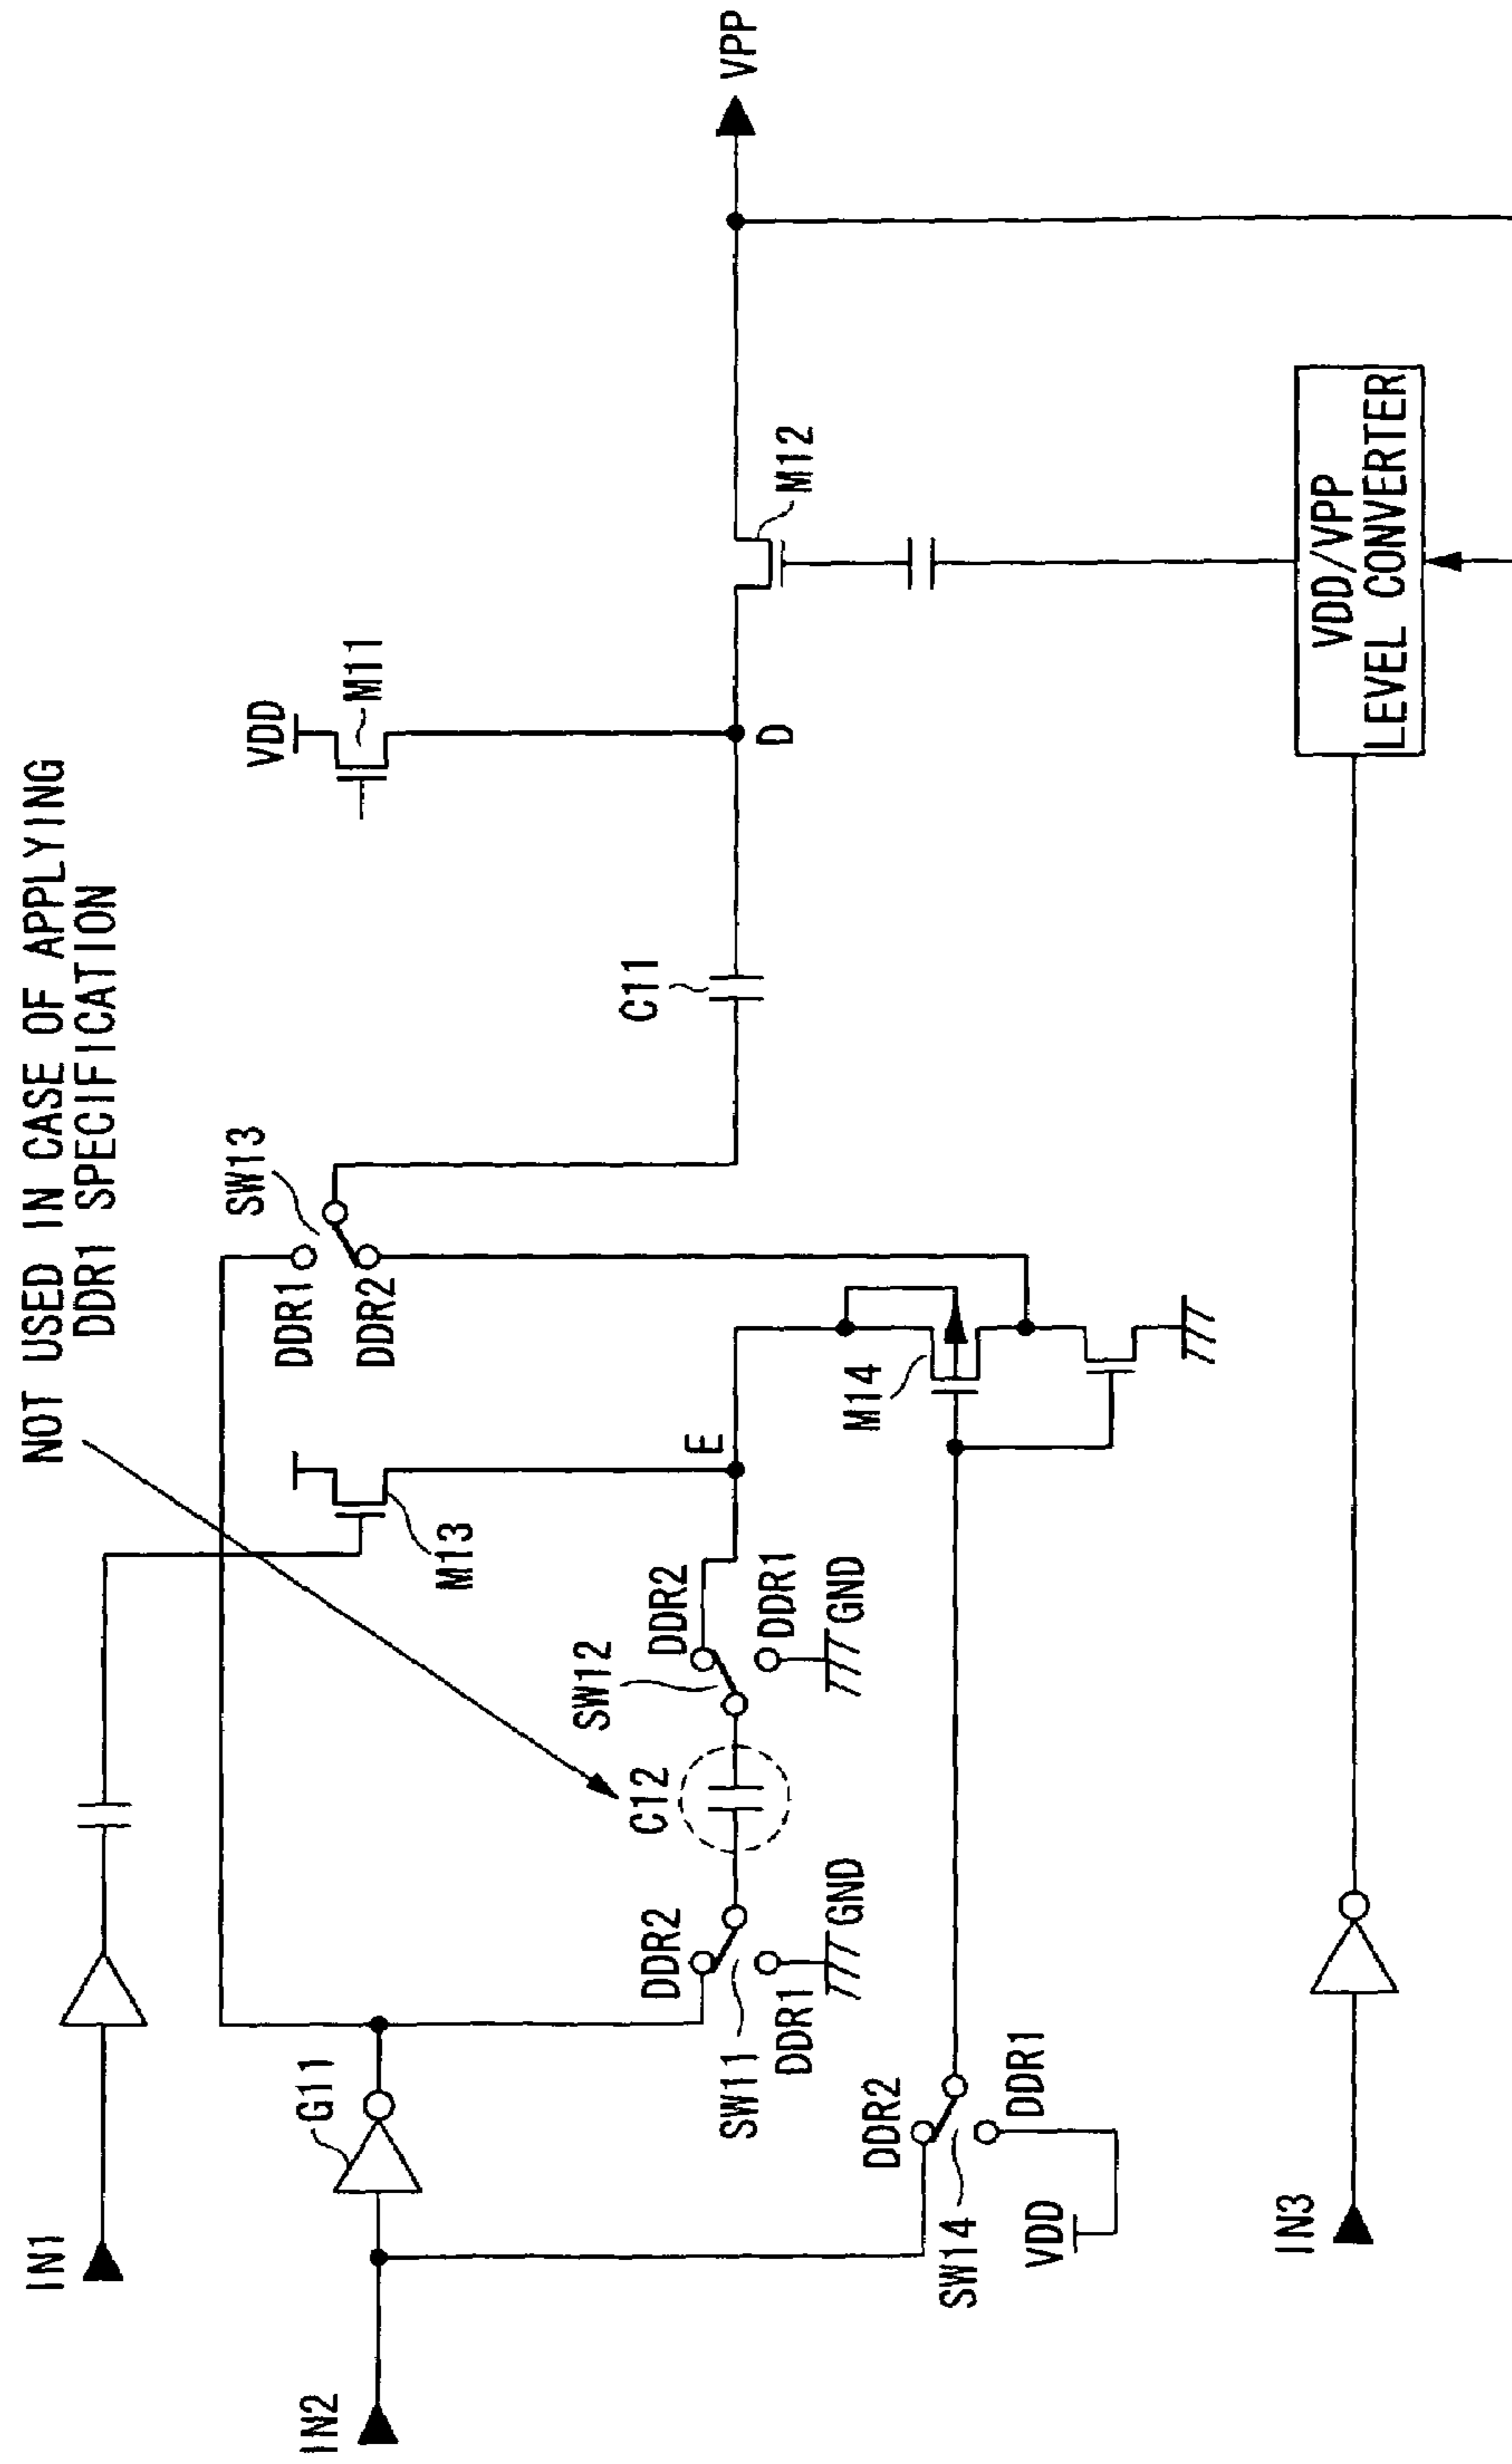 NOT USED IN CASE OF APPLYING
DDR1 SPECIFICATION
IN1
IN2
G11
M13
SW13
DDR1
DDR2
VDD
M11
C11
D
M12
VPP
E
DDR2
SW11
DDR1
GND
C12
SW12
DDR2
DDR1
GND
M14
DDR2
SW14
DDR1
VDD
IN3
VDD/VPP
LEVEL CONVERTER